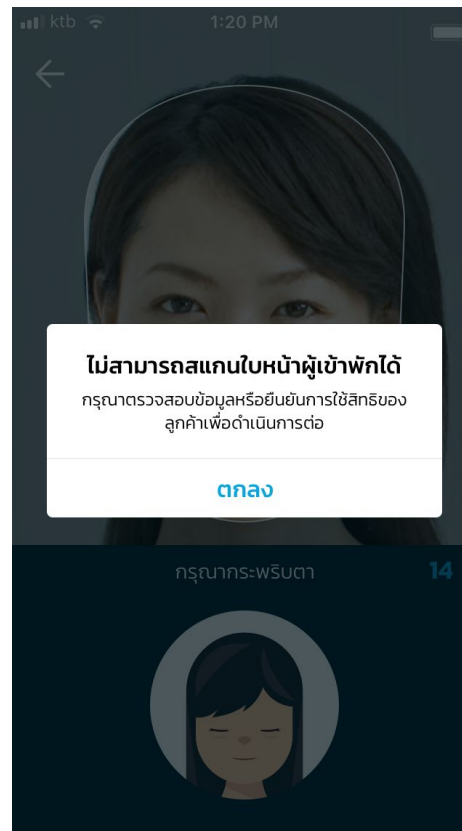 ktb 1:20 PM
ไม่สามารถสแกนใบหน้าผู้เข้าพักได้
กรุณาตรวจสอบข้อมูลหรือยืนยันการใช้สิทธิของ
ลูกค้าเพื่อดำเนินการต่อ
ตกลง
กรุณากระพริบตา 14